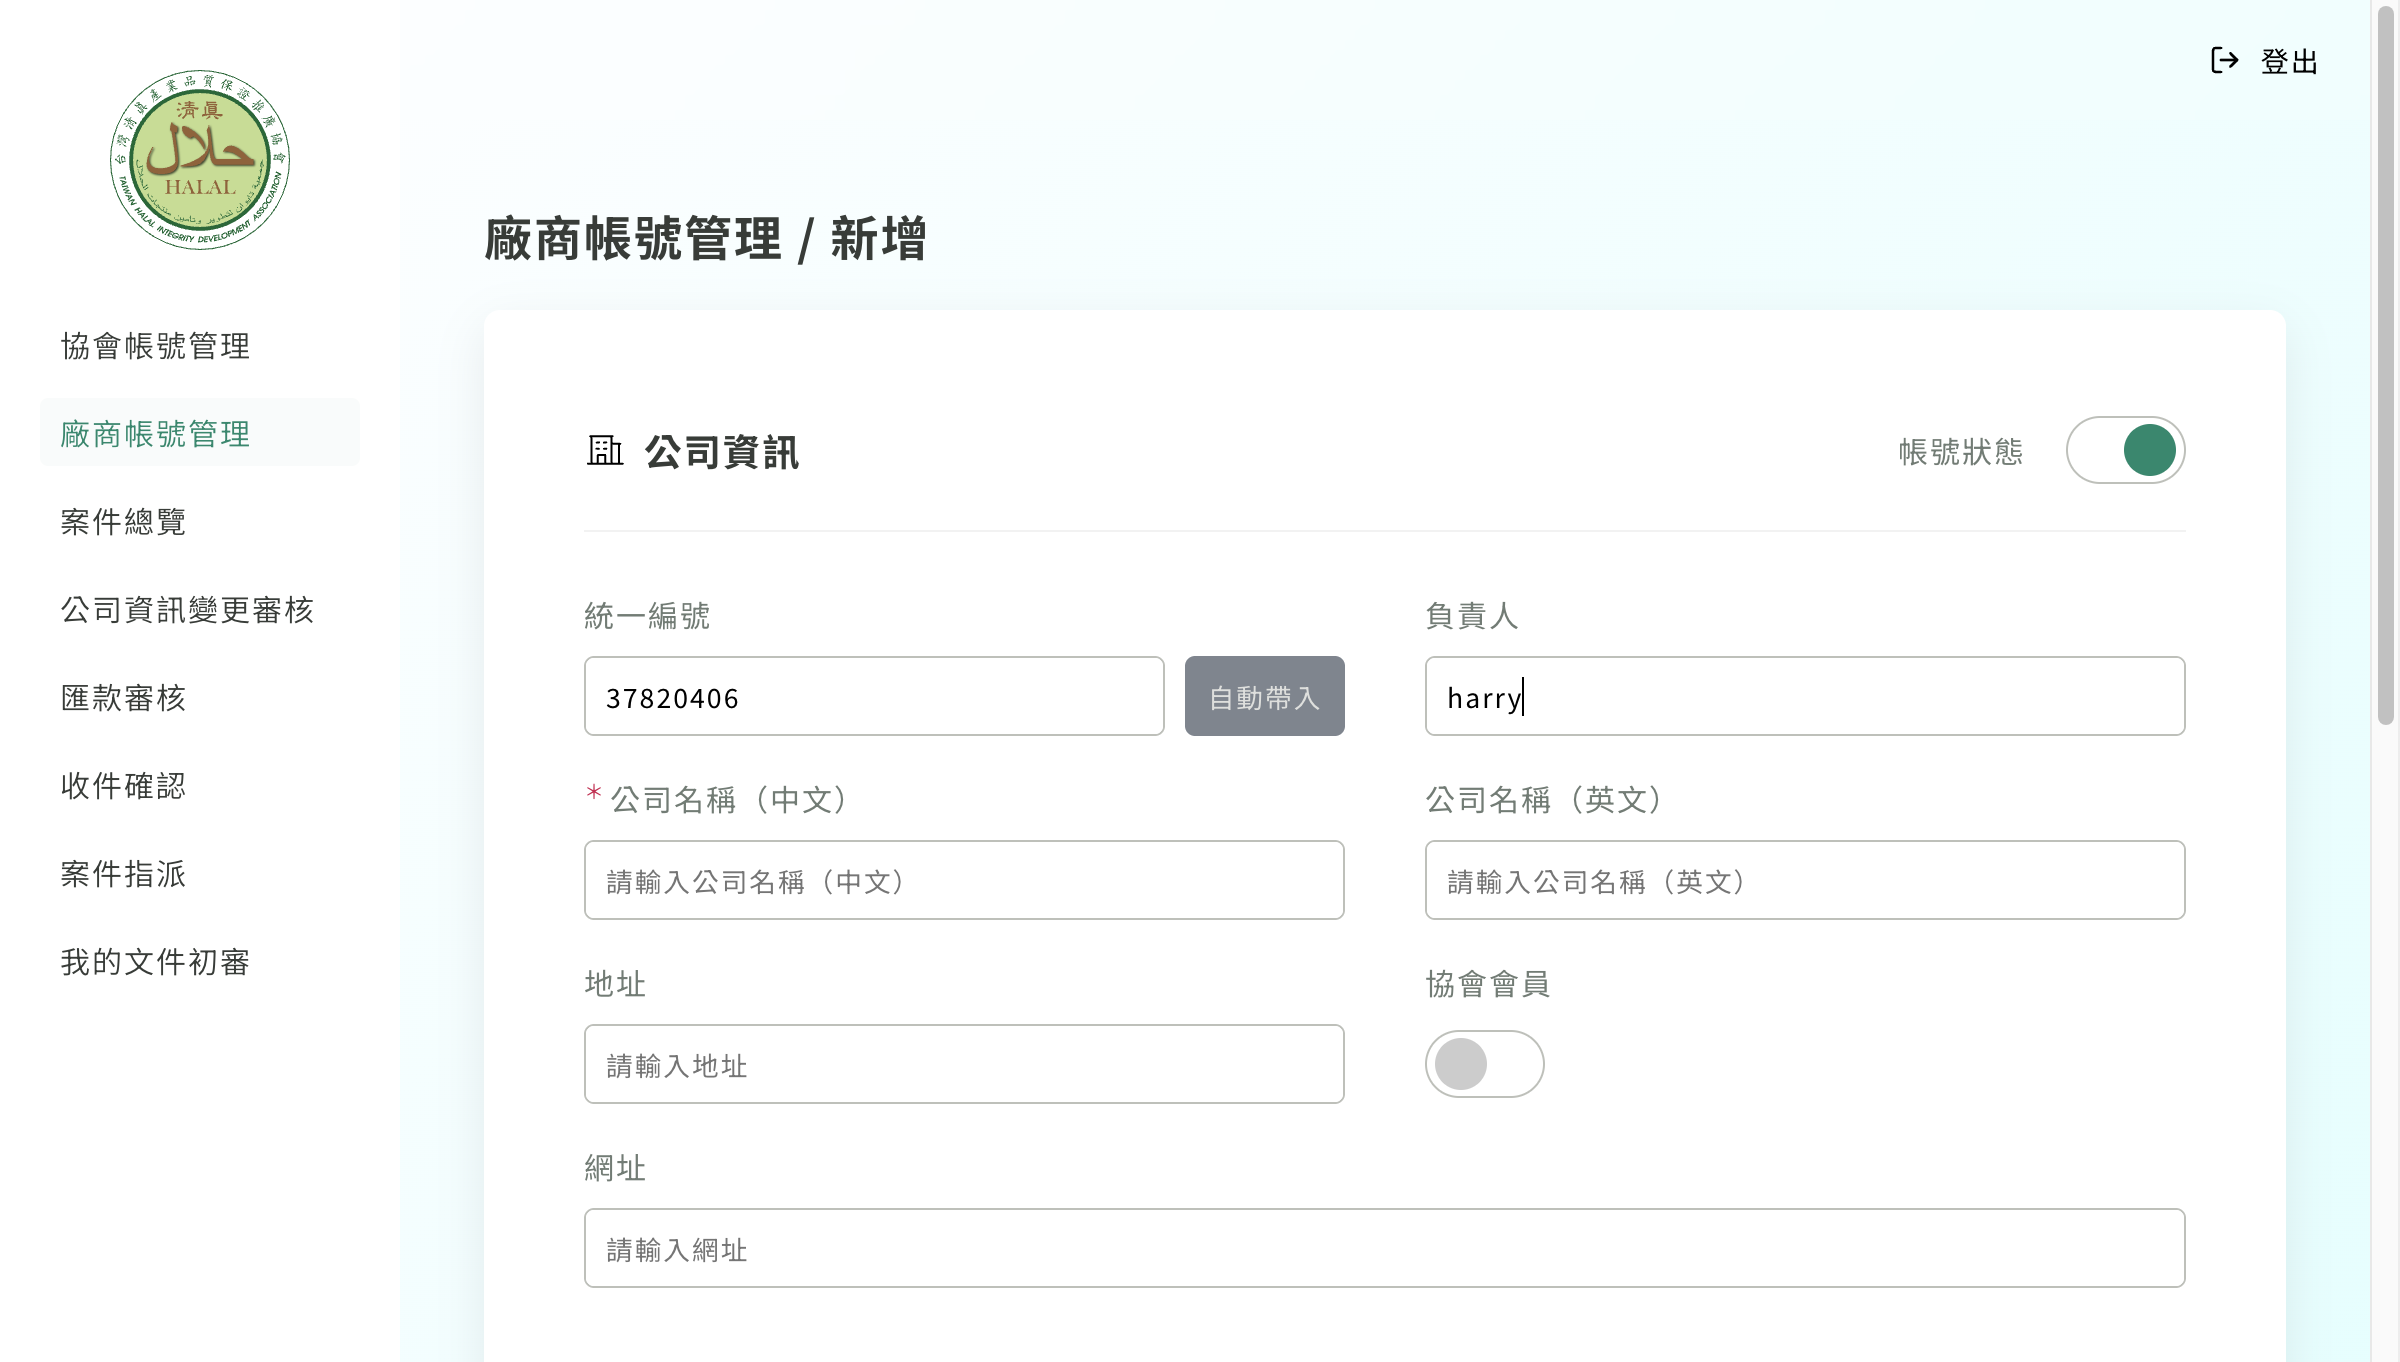 登出
台灣清真產業品質保證推廣協會
清真
حلال
HALAL
TAIWAN HALAL INTEGRITY DEVELOPMENT ASSOCIATION
協會帳號管理
廠商帳號管理
案件總覽
公司資訊變更審核
匯款審核
收件確認
案件指派
我的文件初審
廠商帳號管理 / 新增
公司資訊
帳號狀態
統一編號
37820406
自動帶入
負責人
harry
* 公司名稱（中文）
請輸入公司名稱（中文）
公司名稱（英文）
請輸入公司名稱（英文）
地址
請輸入地址
協會會員
網址
請輸入網址